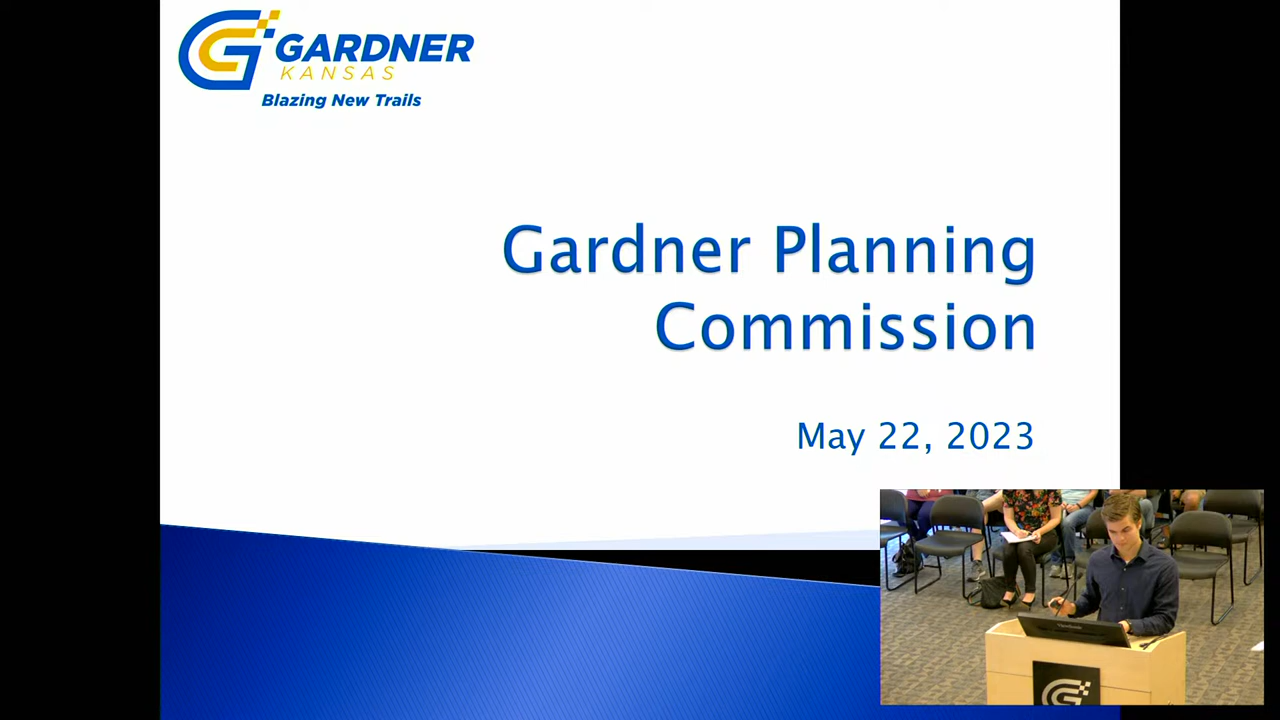 GARDNER
KANSAS
Blazing New Trails
Gardner Planning
Commission
May 22, 2023